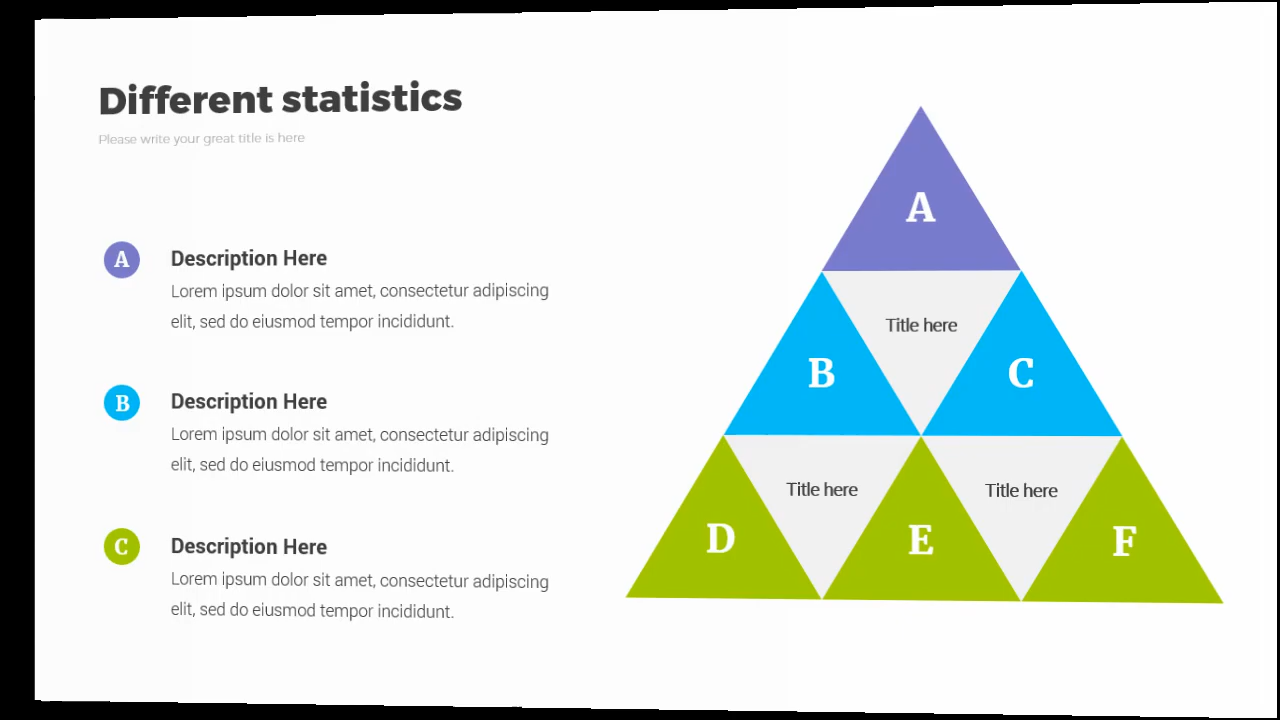 Different statistics
Please write your great title is here
A
Description Here
Lorem ipsum dolor sit amet, consectetur adipiscing
elit, sed do eiusmod tempor incididunt.
B
Description Here
Lorem ipsum dolor sit amet, consectetur adipiscing
elit, sed do eiusmod tempor incididunt.
C
Description Here
Lorem ipsum dolor sit amet, consectetur adipiscing
elit, sed do eiusmod tempor incididunt.
A
Title here
B
C
Title here
Title here
D
E
F